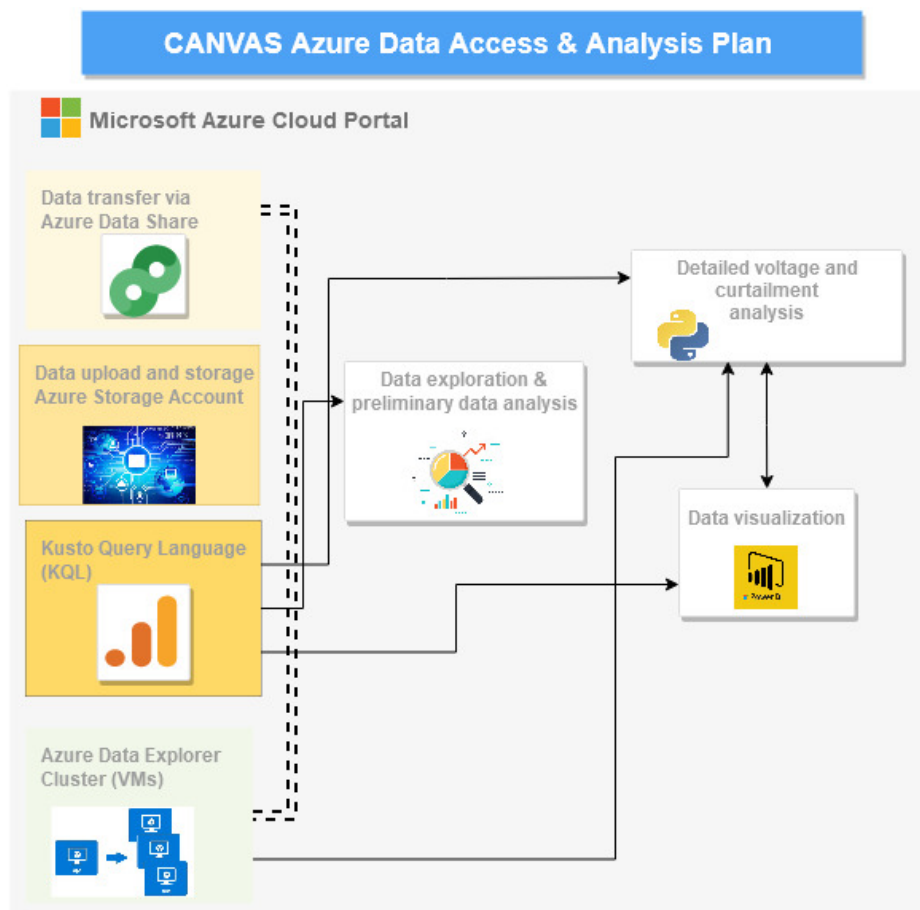 CANVAS Azure Data Access & Analysis Plan
Microsoft Azure Cloud Portal
Data transfer via
Azure Data Share
Detailed voltage and
curtailment
analysis
Data upload and storage
Azure Storage Account
Data exploration &
preliminary data analysis
Kusto Query Language
(KQL)
Data visualization
Azure Data Explorer
Cluster (VMs)